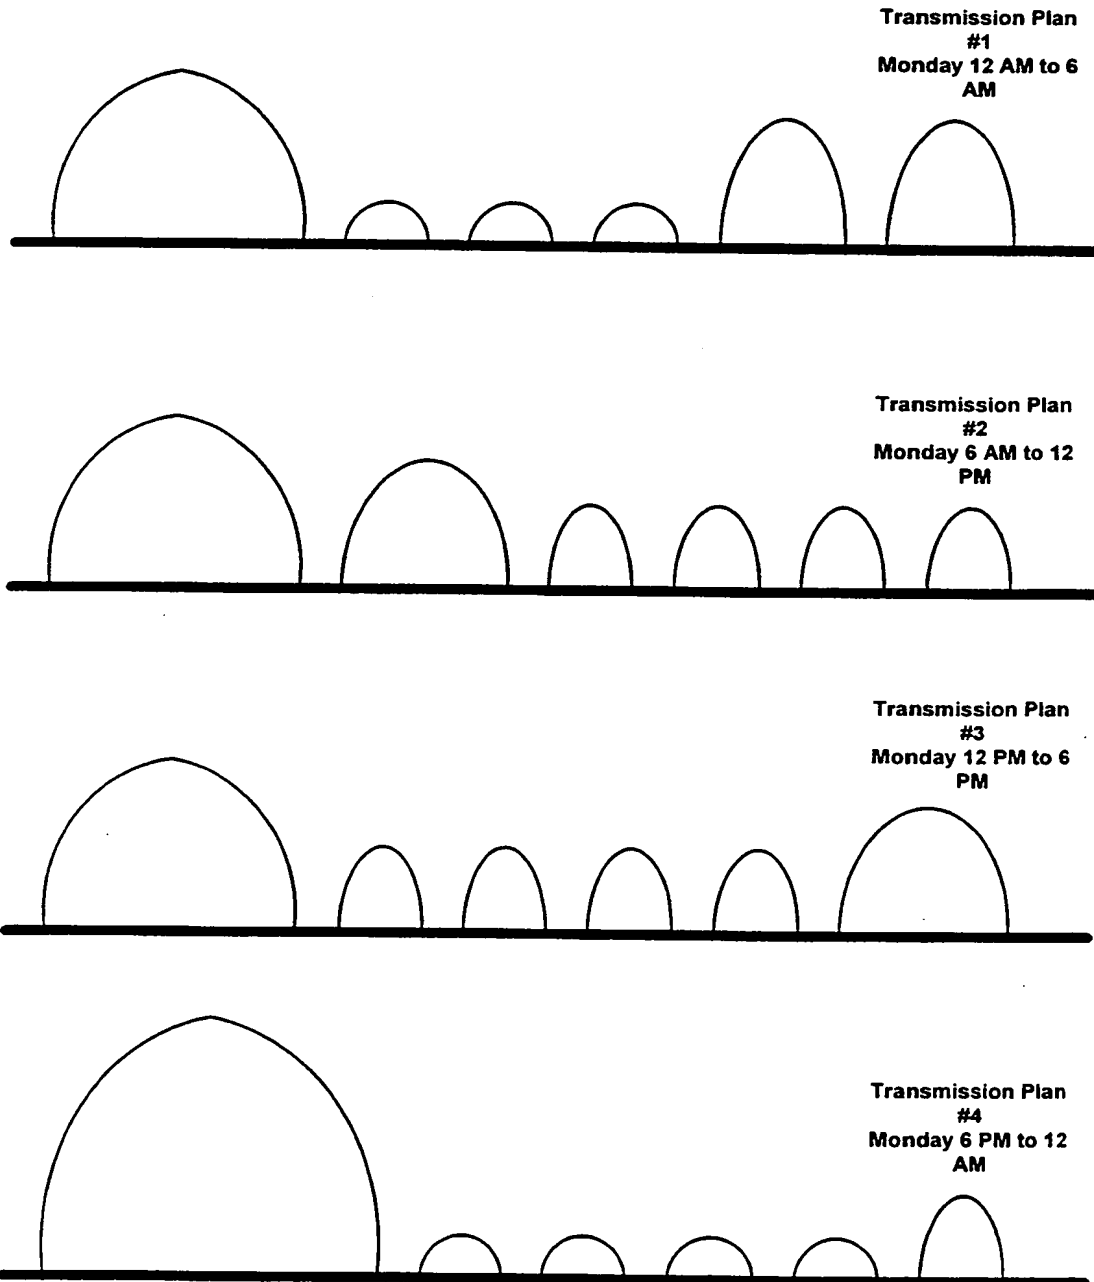 Transmission Plan
#1
Monday 12 AM to 6
AM
Transmission Plan
#2
Monday 6 AM to 12
PM
Transmission Plan
#3
Monday 12 PM to 6
PM
Transmission Plan
#4
Monday 6 PM to 12
AM